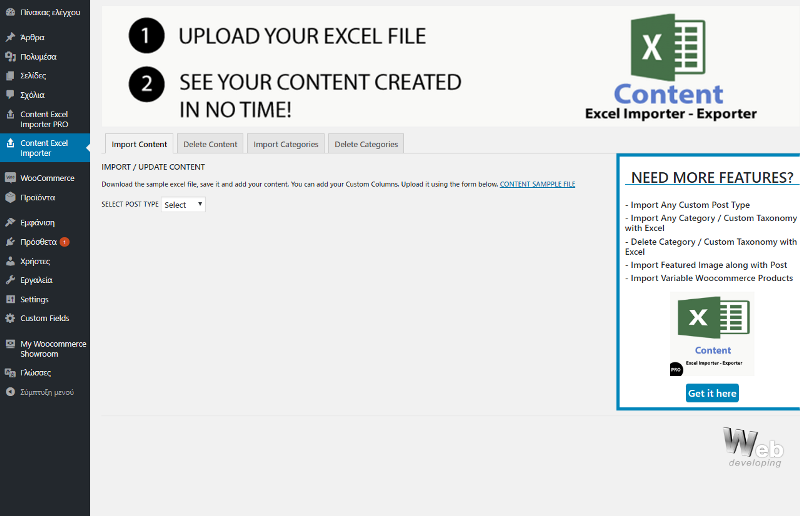 Πίνακας ελέγχου
Άρθρα
Πολυμέσα
Σελίδες
Σχόλια
Content Excel
Importer PRO
Content Excel
Importer
WooCommerce
Προϊόντα
Εμφάνιση
Πρόσθετα 1
Χρήστες
Εργαλεία
Settings
Custom Fields
My Woocommerce
Showroom
Γλώσσες
Σύμπτυξη μενού
1 UPLOAD YOUR EXCEL FILE
2 SEE YOUR CONTENT CREATED
IN NO TIME!
X
Content
Excel Importer - Exporter
Import Content
Delete Content
Import Categories
Delete Categories
IMPORT / UPDATE CONTENT
Download the sample excel file, save it and add your content. You can add your Custom Columns. Upload it using the form below. CONTENT SAMPPLE FILE
SELECT POST TYPE Select
NEED MORE FEATURES?
- Import Any Custom Post Type
- Import Any Category / Custom Taxonomy
with Excel
- Delete Category / Custom Taxonomy with
Excel
- Import Featured Image along with Post
- Import Variable Woocommerce Products
X
Content
Excel Importer - Exporter
PRO
Get it here
Web
developing